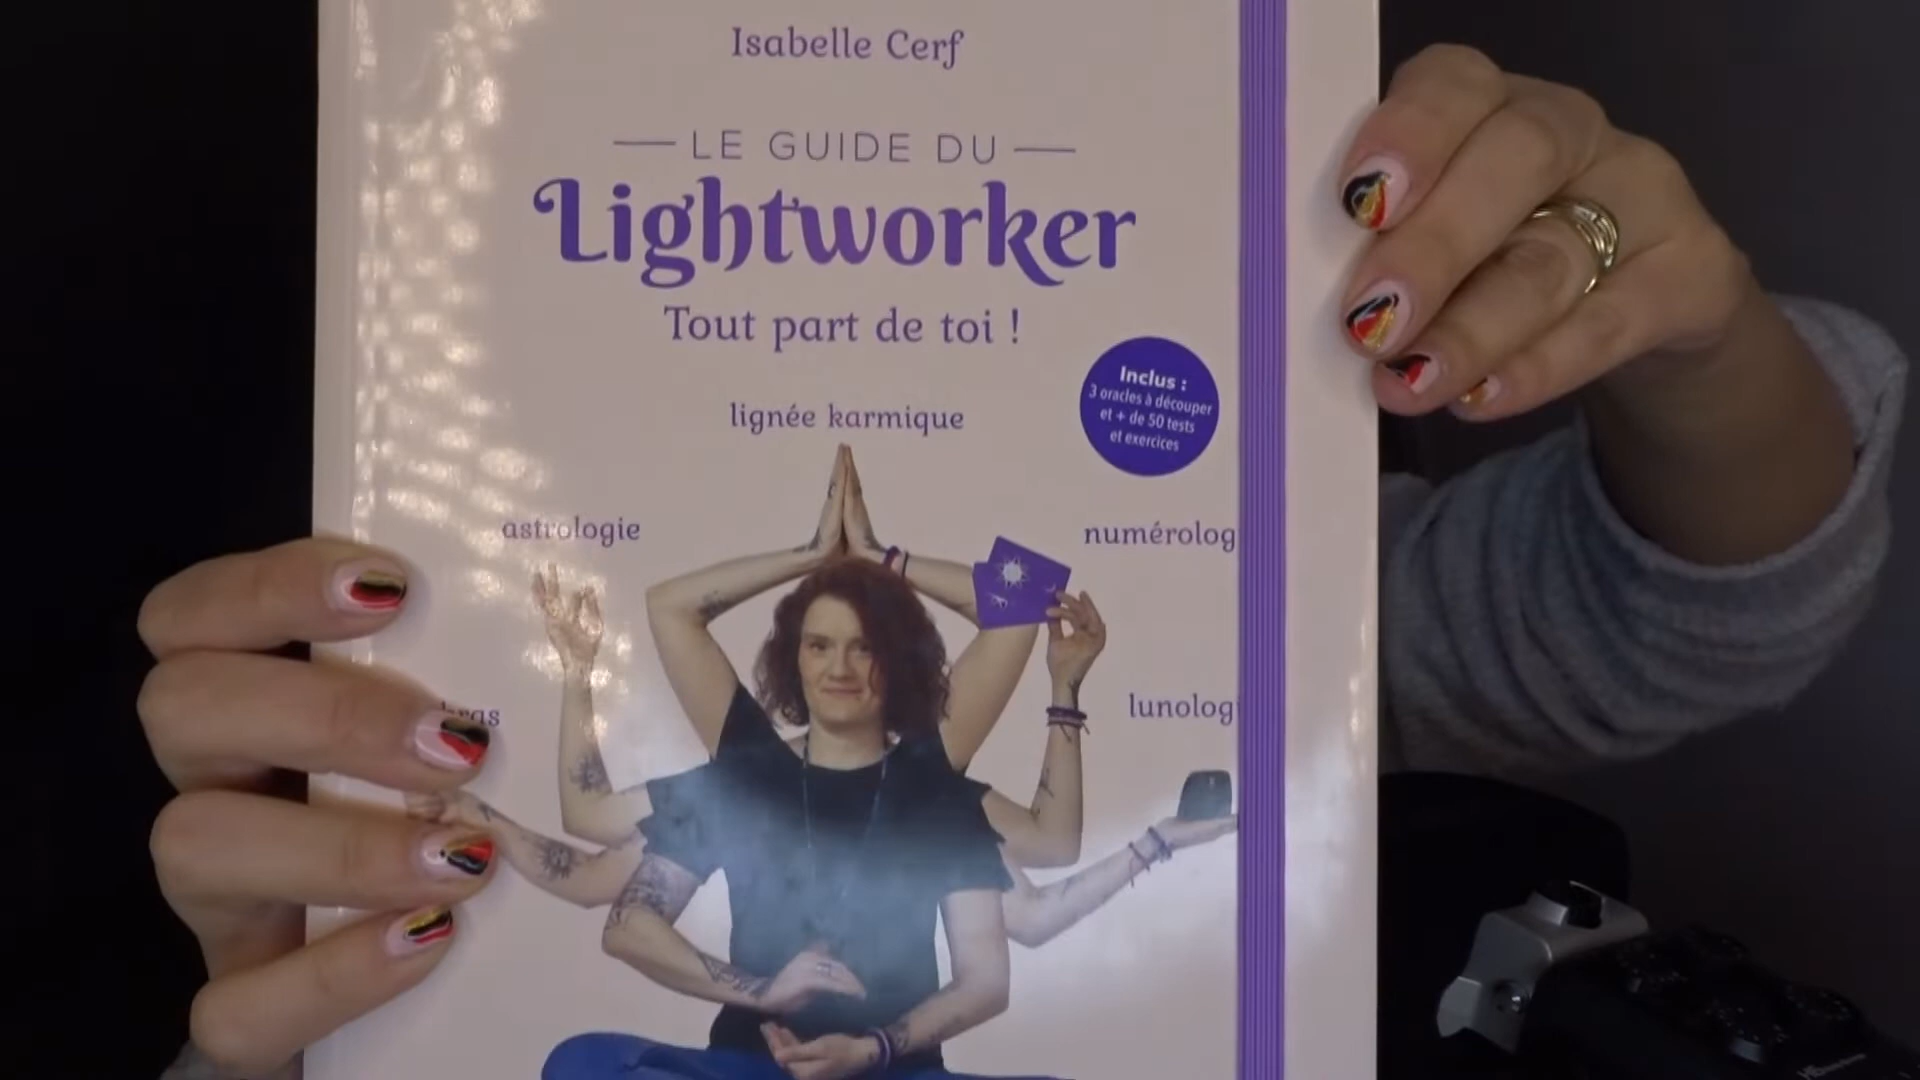 Isabelle Cerf
LE GUIDE DU
Lightworker
Tout part de toi !
Inclus :
3 oracles à découper
et + de 50 tests
et exercices
lignée karmique
astrologie
numérolog
lunolog